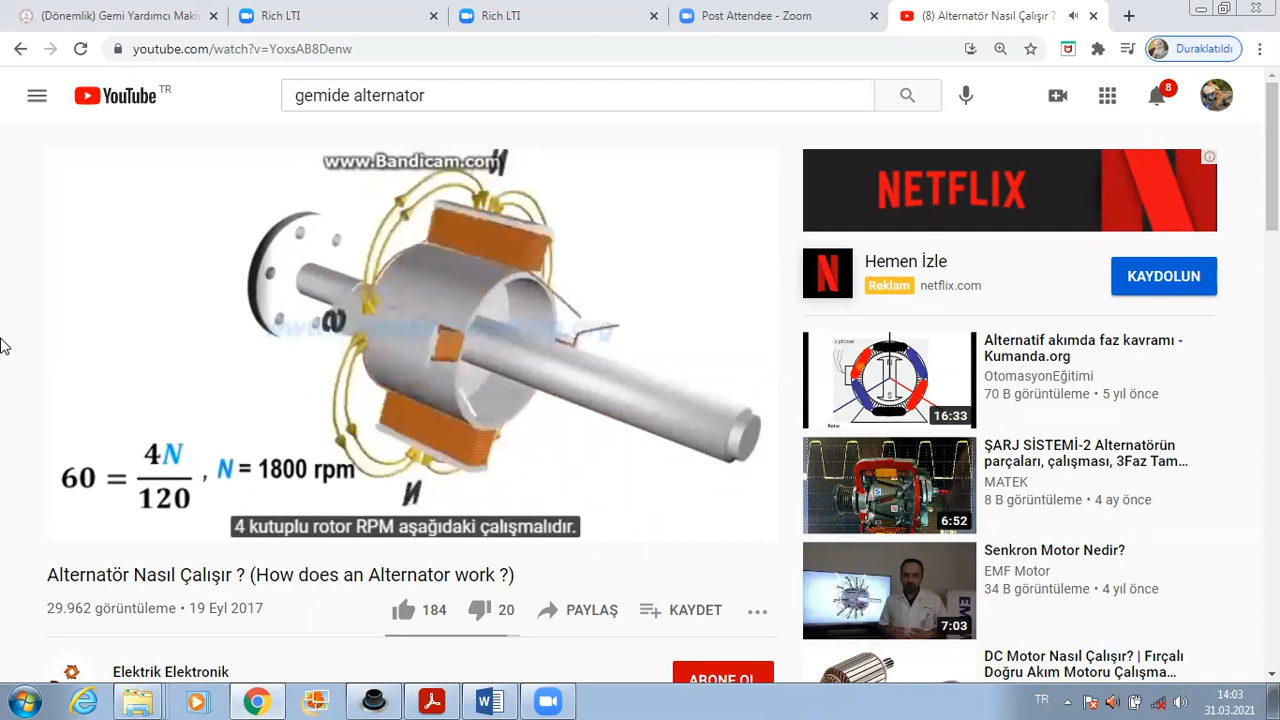 (Dönemlik) Gemi Yardımcı Mak
Rich LTI
Rich LTI
Post Attendee - Zoom
(8) Alternatör Nasıl Çalışır ?
youtube.com/watch?v=YoxsAB8Denw
Duraklatıldı
YouTube TR
gemide alternator
8
www.Bandicam.com
N
S
60 = 4N / 120 , N = 1800 rpm
N
4 kutuplu rotor RPM aşağıdaki çalışmalıdır.
Alternatör Nasıl Çalışır ? (How does an Alternator work ?)
29.962 görüntüleme • 19 Eyl 2017
184
20
PAYLAŞ
KAYDET
Elektrik Elektronik
ABONE OL
NETFLIX
N
Hemen İzle
Reklam netflix.com
KAYDOLUN
16:33
Alternatif akımda faz kavramı -
Kumanda.org
OtomasyonEğitimi
70 B görüntüleme • 5 yıl önce
6:52
ŞARJ SİSTEMİ-2 Alternatörün
parçaları, çalışması, 3Faz Tam...
MATEK
8 B görüntüleme • 4 ay önce
7:03
Senkron Motor Nedir?
EMF Motor
34 B görüntüleme • 4 yıl önce
DC Motor Nasıl Çalışır? | Fırçalı
Doğru Akım Motoru Çalışma...
TR
14:03
31.03.2021